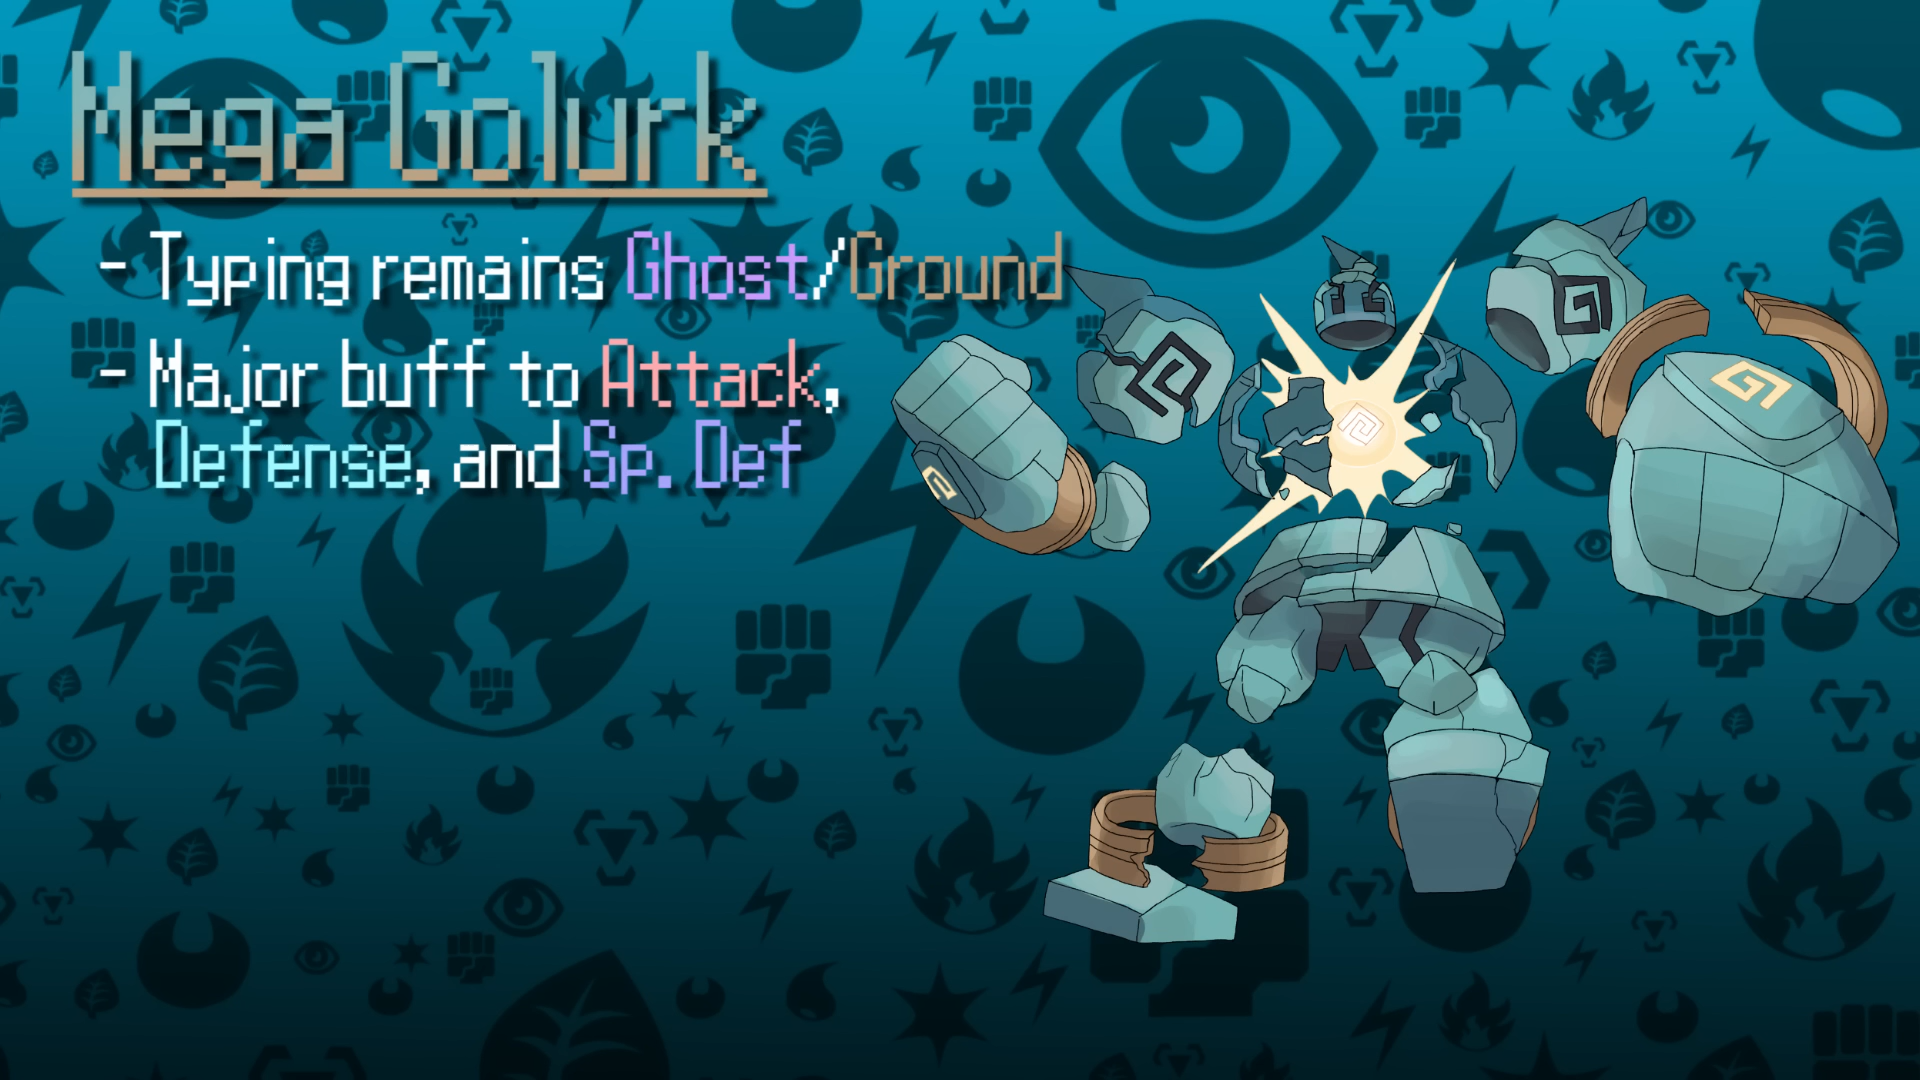 Mega Golurk
- Typing remains Ghost/Ground
- Major buff to Attack,
Defense, and Sp. Def